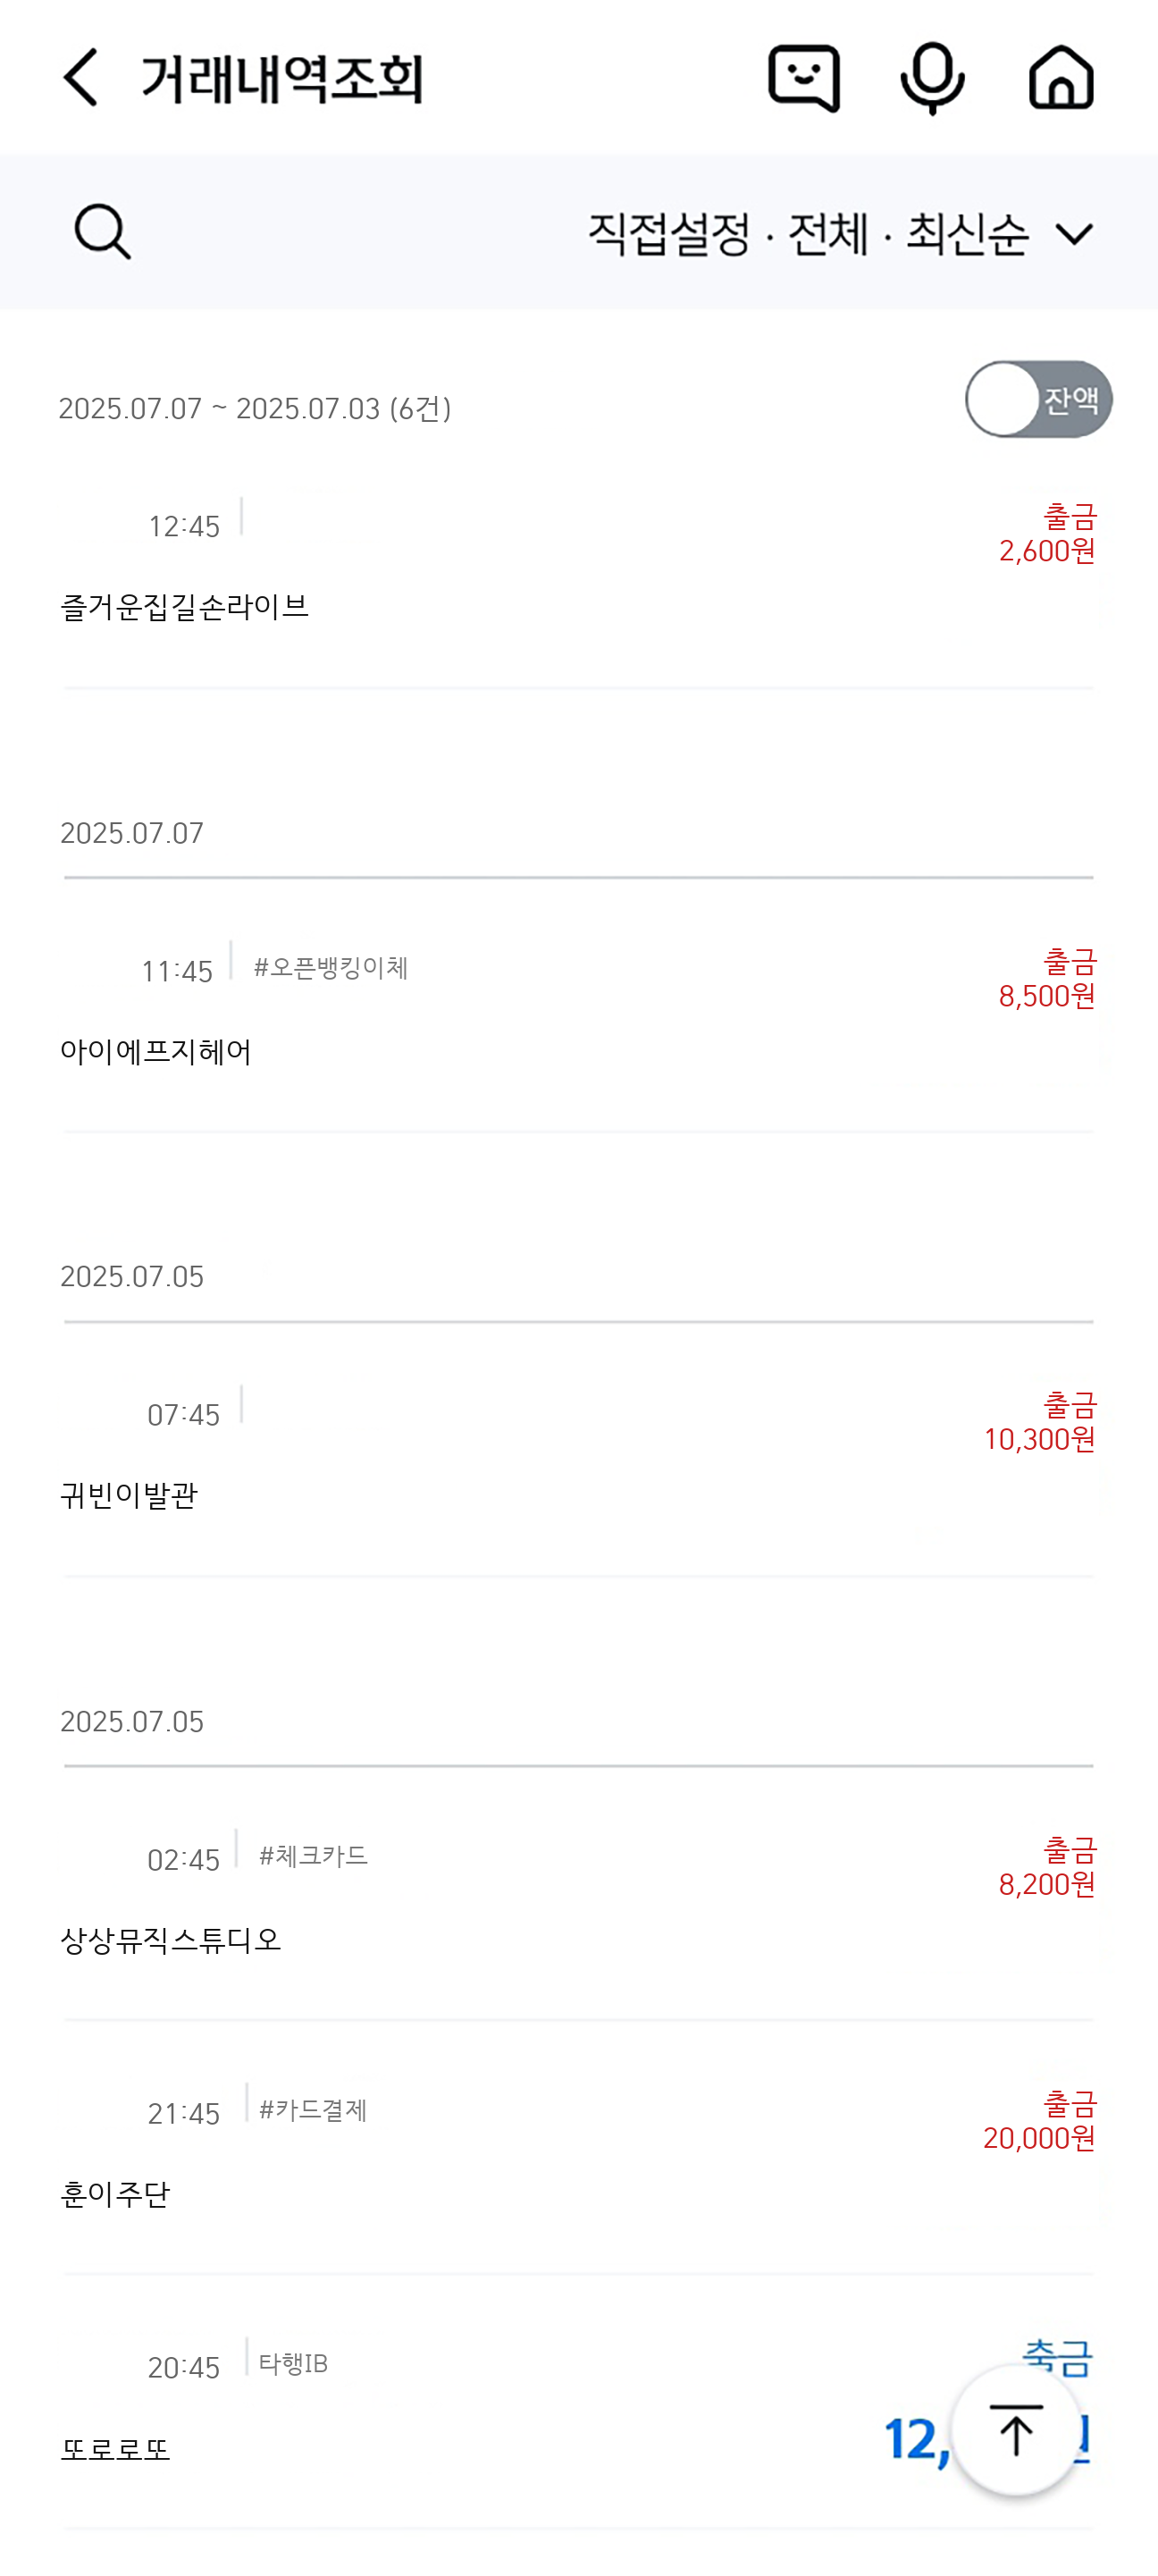 거래내역조회
직접설정 · 전체 · 최신순
2025.07.07 ~ 2025.07.03 (6건)
잔액
12:45
출금
2,600원
즐거운집길손라이브
2025.07.07
11:45 #오픈뱅킹이체
출금
8,500원
아이에프지헤어
2025.07.05
07:45
출금
10,300원
귀빈이발관
2025.07.05
02:45 #체크카드
출금
8,200원
상상뮤직스튜디오
21:45 #카드결제
출금
20,000원
훈이주단
20:45 타행IB
또로로또
12,